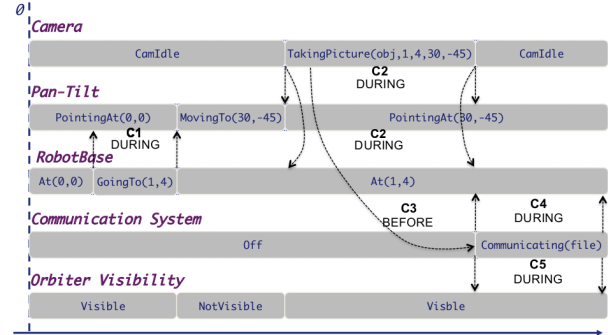 0
Camera
CamIdle TakingPicture(obj,1,4,30,-45) CamIdle
C2
DURING
Pan-Tilt
PointingAt(0,0) MovingTo(30,-45) PointingAt(30,-45)
C1
DURING
C2
DURING
RobotBase
At(0,0) GoingTo(1,4) At(1,4)
C3
BEFORE
C4
DURING
Communication System
Off Communicating(file)
C5
DURING
Orbiter Visibility
Visible NotVisible Visble